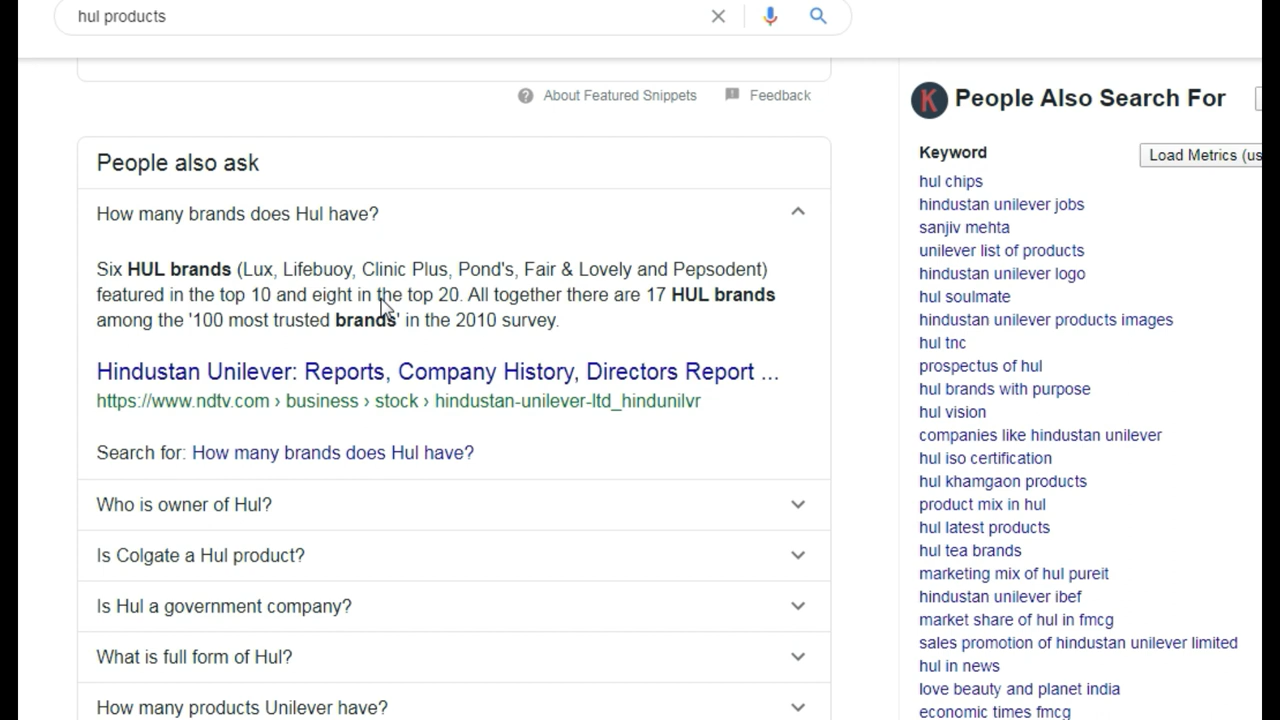 hul products
About Featured Snippets
Feedback
People also ask
How many brands does Hul have?
Six HUL brands (Lux, Lifebuoy, Clinic Plus, Pond's, Fair & Lovely and Pepsodent)
featured in the top 10 and eight in the top 20. All together there are 17 HUL brands
among the '100 most trusted brands' in the 2010 survey.
Hindustan Unilever: Reports, Company History, Directors Report ...
https://www.ndtv.com › business › stock › hindustan-unilever-ltd_hindunilvr
Search for: How many brands does Hul have?
Who is owner of Hul?
Is Colgate a Hul product?
Is Hul a government company?
What is full form of Hul?
How many products Unilever have?
K People Also Search For
Keyword
Load Metrics (us
hul chips
hindustan unilever jobs
sanjiv mehta
unilever list of products
hindustan unilever logo
hul soulmate
hindustan unilever products images
hul tnc
prospectus of hul
hul brands with purpose
hul vision
companies like hindustan unilever
hul iso certification
hul khamgaon products
product mix in hul
hul latest products
hul tea brands
marketing mix of hul pureit
hindustan unilever ibef
market share of hul in fmcg
sales promotion of hindustan unilever limited
hul in news
love beauty and planet india
economic times fmcg